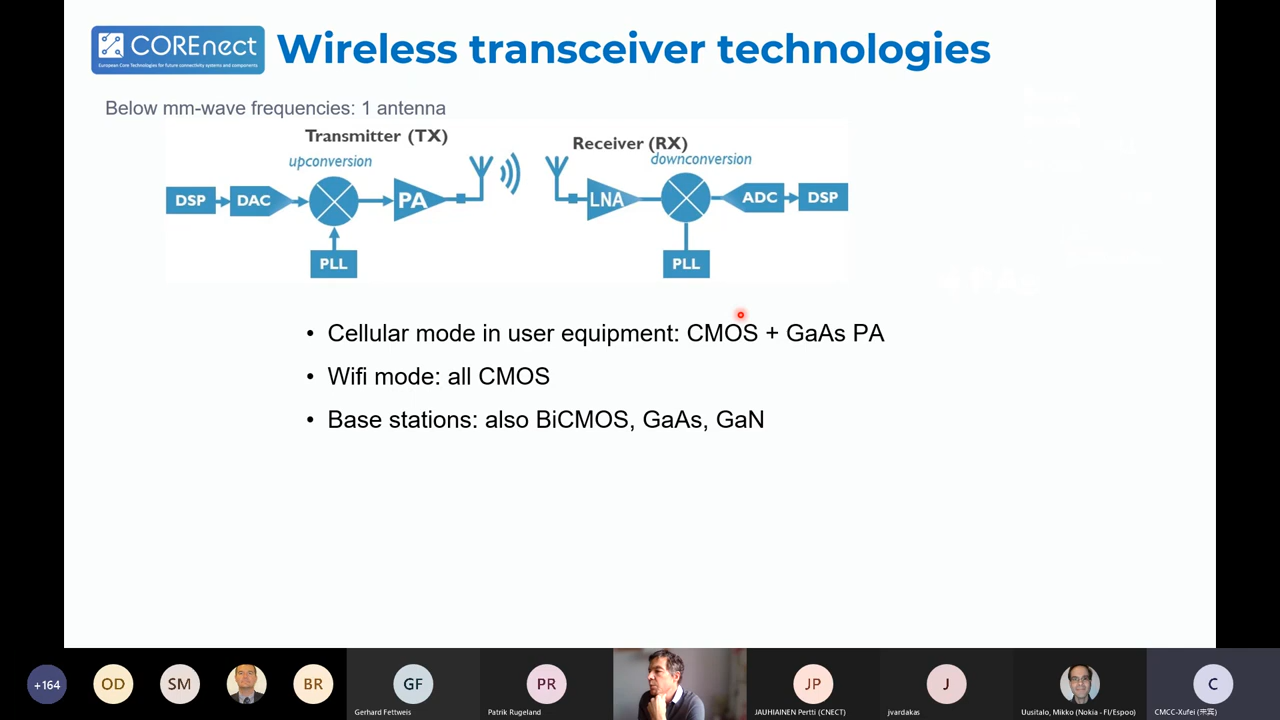 COREnect
European Core Technologies for future connectivity systems and components
Wireless transceiver technologies
Below mm-wave frequencies: 1 antenna
Transmitter (TX)
Receiver (RX)
upconversion
downconversion
DSP
DAC
PA
LNA
ADC
DSP
PLL
PLL
• Cellular mode in user equipment: CMOS + GaAs PA
• Wifi mode: all CMOS
• Base stations: also BiCMOS, GaAs, GaN
+164
OD
SM
BR
GF
PR
JP
J
C
Gerhard Fettweis
Patrik Rugeland
JAUHIAINEN Pertti (CNECT)
jvardakas
Uusitalo, Mikko (Nokia - FI/Espoo)